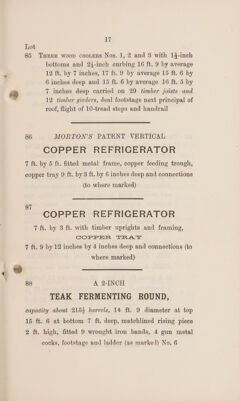 17
Lot
85 Three wood coolers Nos. 1, 2 and 3 with 1½-inch
bottoms and 2½-inch curbing 16 ft. 9 by average
12 ft. by 7 inches, 17 ft. 9 by average 15 ft. 6 by
6 inches deep and 15 ft. 9 by average 16 ft. 5 by
7 inches deep carried on 29 timber joists and
12 timber girders, deal footstage next principal of
roof, flight of 10-tread steps and handrail
86 MORTON'S PATENT VERTICAL
COPPER REFRIGERATOR
7 ft. by 5 ft. fitted metal frame, copper feeding trough,
copper tray 9 ft. by 3 ft. by 6 inches deep and connections
(to where marked)
87
COPPER REFRIGERATOR
7 ft. by 3 ft. with timber uprights and framing,
COPPER TRAY
7 ft. 9 by 12 inches by 4 inches deep and connections (to
where marked)
88 A 2-INCH
TEAK FERMENTING ROUND,
capacity about 215½ barrels, 14 ft. 9 diameter at top
15 ft. 6 at bottom 7 ft. deep, matchlined rising piece
2 ft. high, fitted 9 wrought iron bands, 4 gun metal
cocks, footstage and ladder (as marked) No. 6